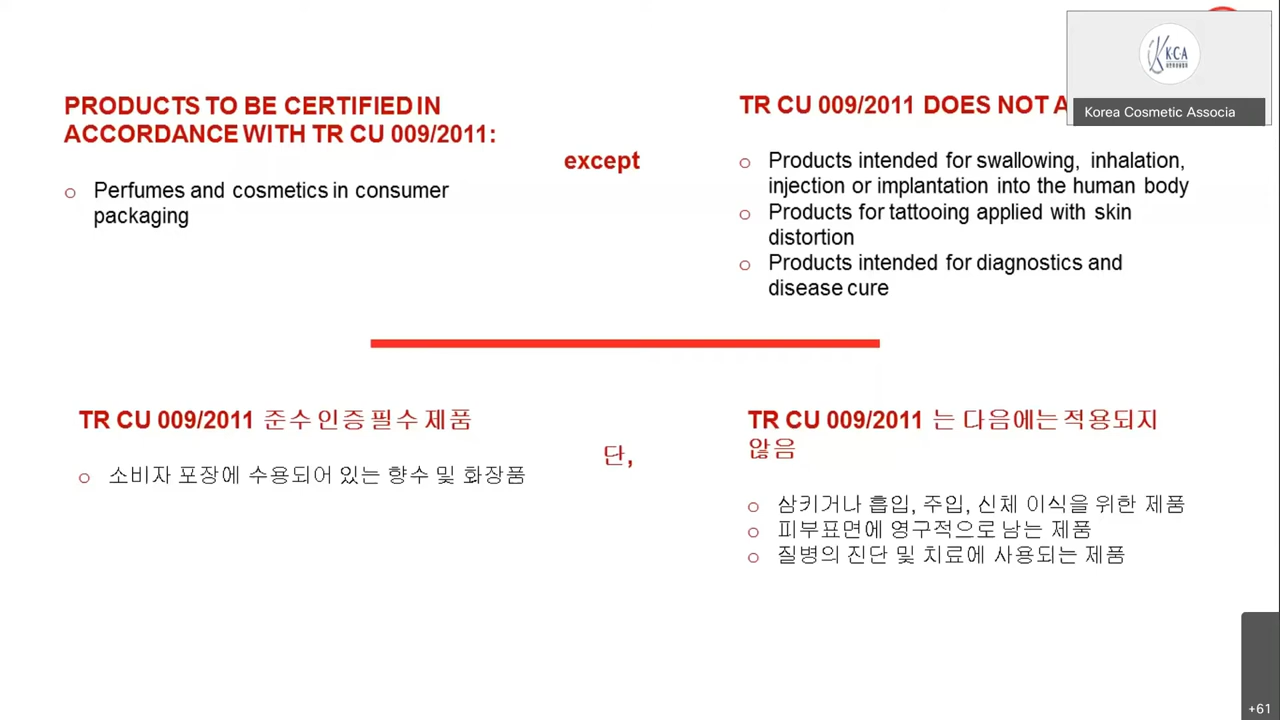 PRODUCTS TO BE CERTIFIED IN
ACCORDANCE WITH TR CU 009/2011:
Perfumes and cosmetics in consumer
packaging
except
TR CU 009/2011 DOES NOT
K·C·A
Korea Cosmetic Associa
Products intended for swallowing, inhalation,
injection or implantation into the human body
Products for tattooing applied with skin
distortion
Products intended for diagnostics and
disease cure
TR CU 009/2011 준수 인증 필수 제품
소비자 포장에 수용되어 있는 향수 및 화장품
단,
TR CU 009/2011 는 다음에는 적용되지
않음
삼키거나 흡입, 주입, 신체 이식을 위한 제품
피부표면에 영구적으로 남는 제품
질병의 진단 및 치료에 사용되는 제품
+61